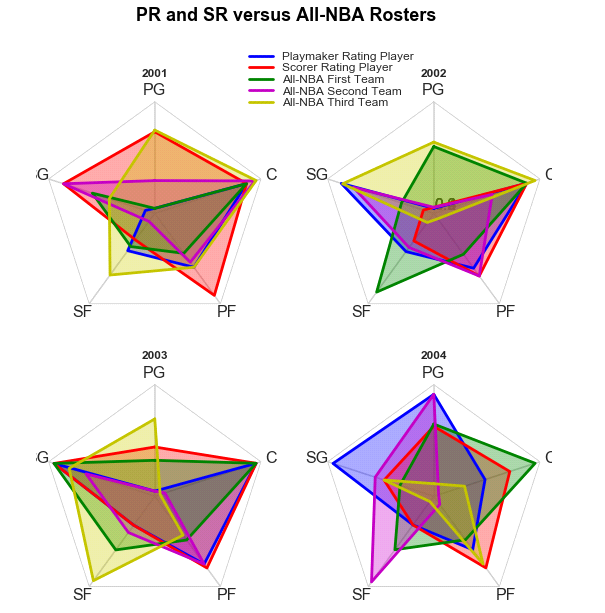 PR and SR versus All-NBA Rosters
Playmaker Rating Player
Scorer Rating Player
All-NBA First Team
All-NBA Second Team
All-NBA Third Team
2001
PG
SG
C
SF
PF
2002
PG
SG
C
SF
PF
2003
PG
SG
C
SF
PF
2004
PG
SG
C
SF
PF